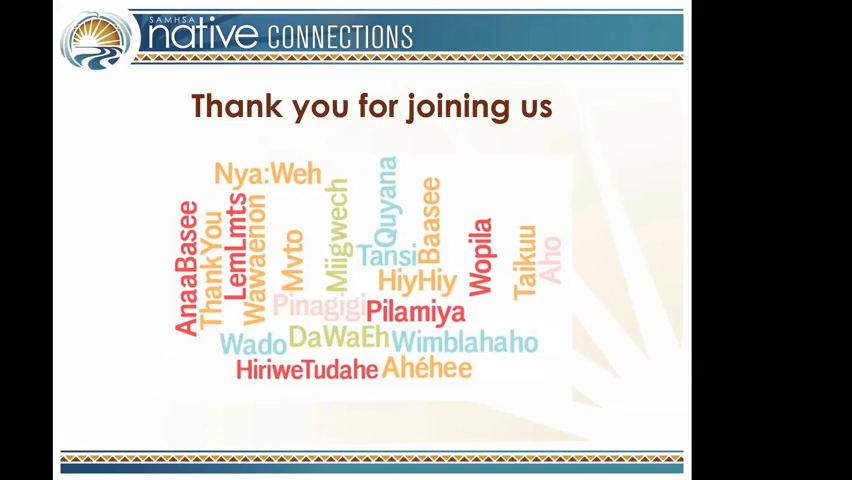 SAMHSA
native CONNECTIONS
Thank you for joining us
Nya:Weh
AnaaBasee
ThankYou
LemLmts
Wawaenon
Mvto
Miigwech
Quyana
Tansi
Baasee
HiyHiy
Wopila
Taikuu
Aho
Pinagigi
Pilamiya
Wado
DaWaEh
Wimblahaho
HiriweTudahe
Ahéhee